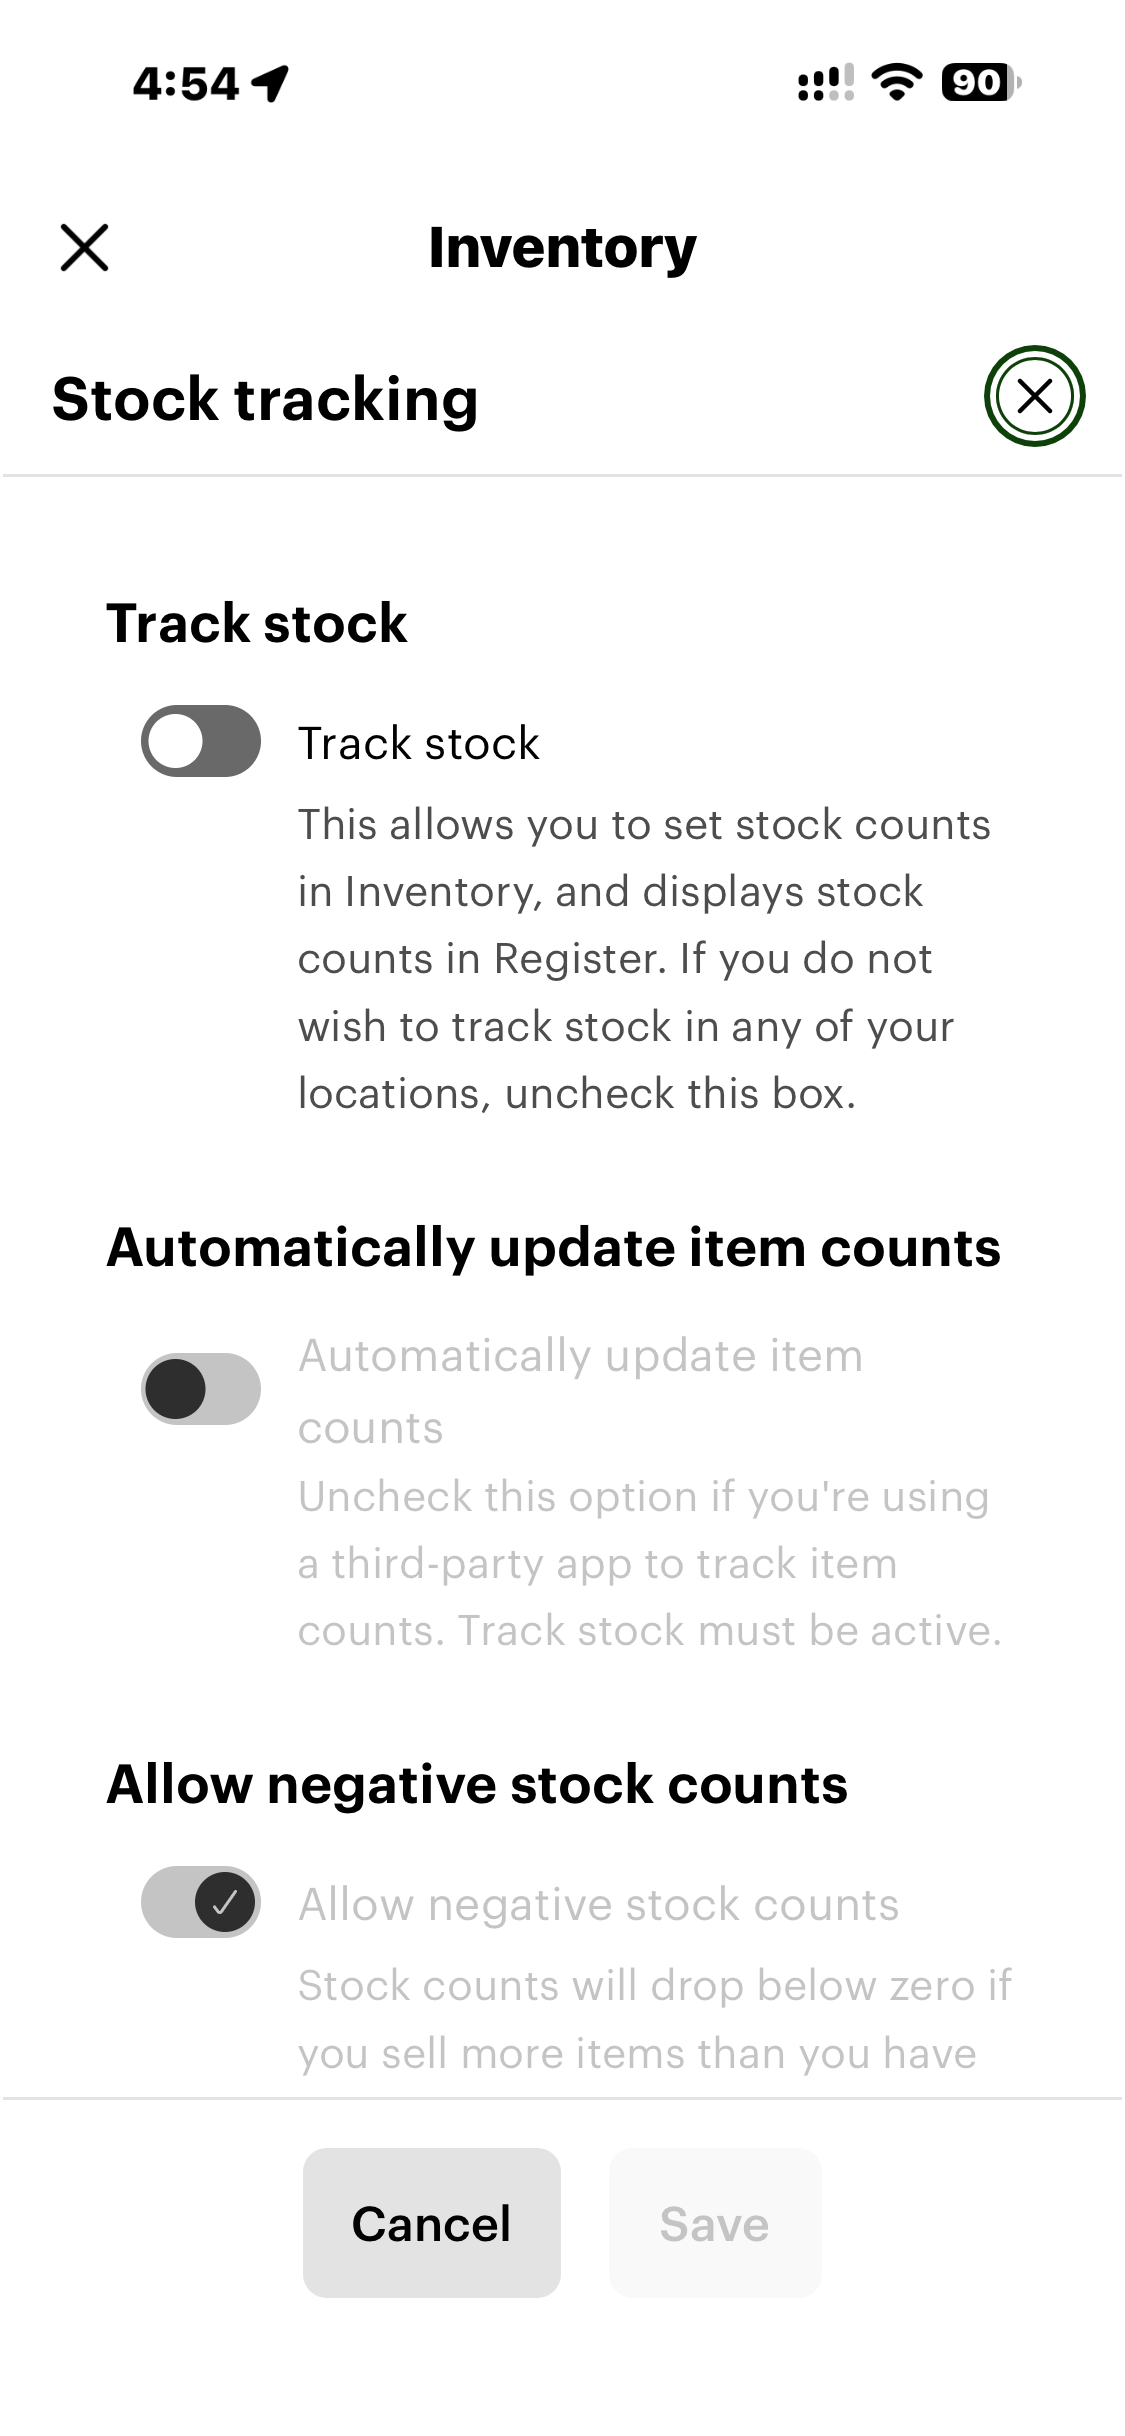 4:54
90
Inventory
Stock tracking
Track stock
Track stock
This allows you to set stock counts
in Inventory, and displays stock
counts in Register. If you do not
wish to track stock in any of your
locations, uncheck this box.
Automatically update item counts
Automatically update item
counts
Uncheck this option if you're using
a third-party app to track item
counts. Track stock must be active.
Allow negative stock counts
Allow negative stock counts
Stock counts will drop below zero if
you sell more items than you have
Cancel
Save